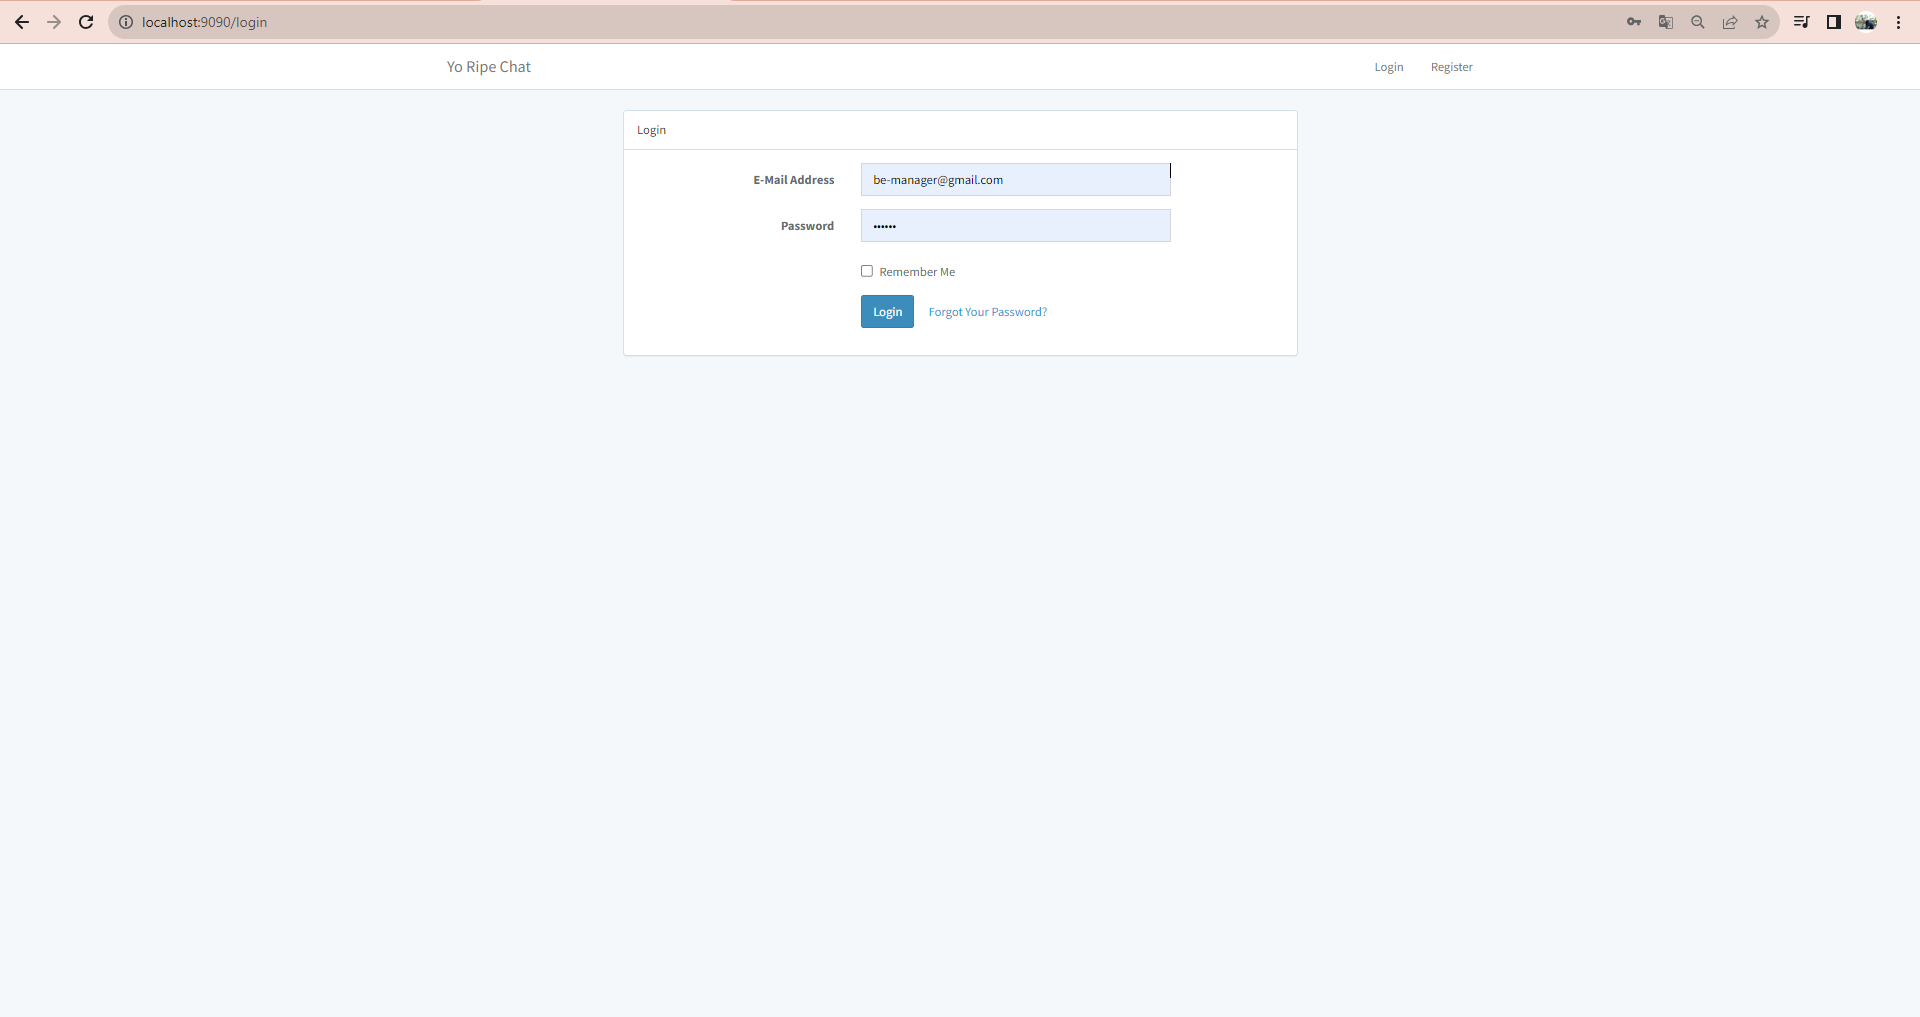 localhost:9090/login
Yo Ripe Chat
Login
Register
Login
E-Mail Address
be-manager@gmail.com
Password
••••••
Remember Me
Login
Forgot Your Password?